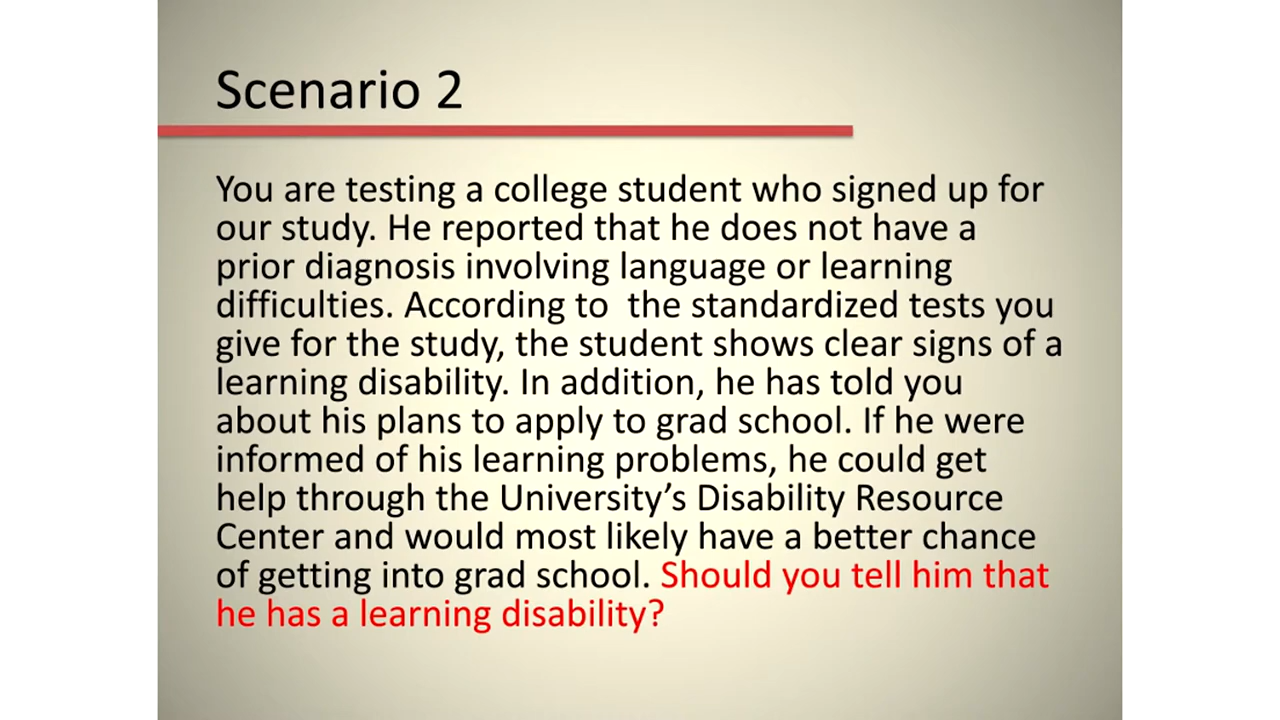 Scenario 2
You are testing a college student who signed up for
our study. He reported that he does not have a
prior diagnosis involving language or learning
difficulties. According to  the standardized tests you
give for the study, the student shows clear signs of a
learning disability. In addition, he has told you
about his plans to apply to grad school. If he were
informed of his learning problems, he could get
help through the University’s Disability Resource
Center and would most likely have a better chance
of getting into grad school. Should you tell him that
he has a learning disability?